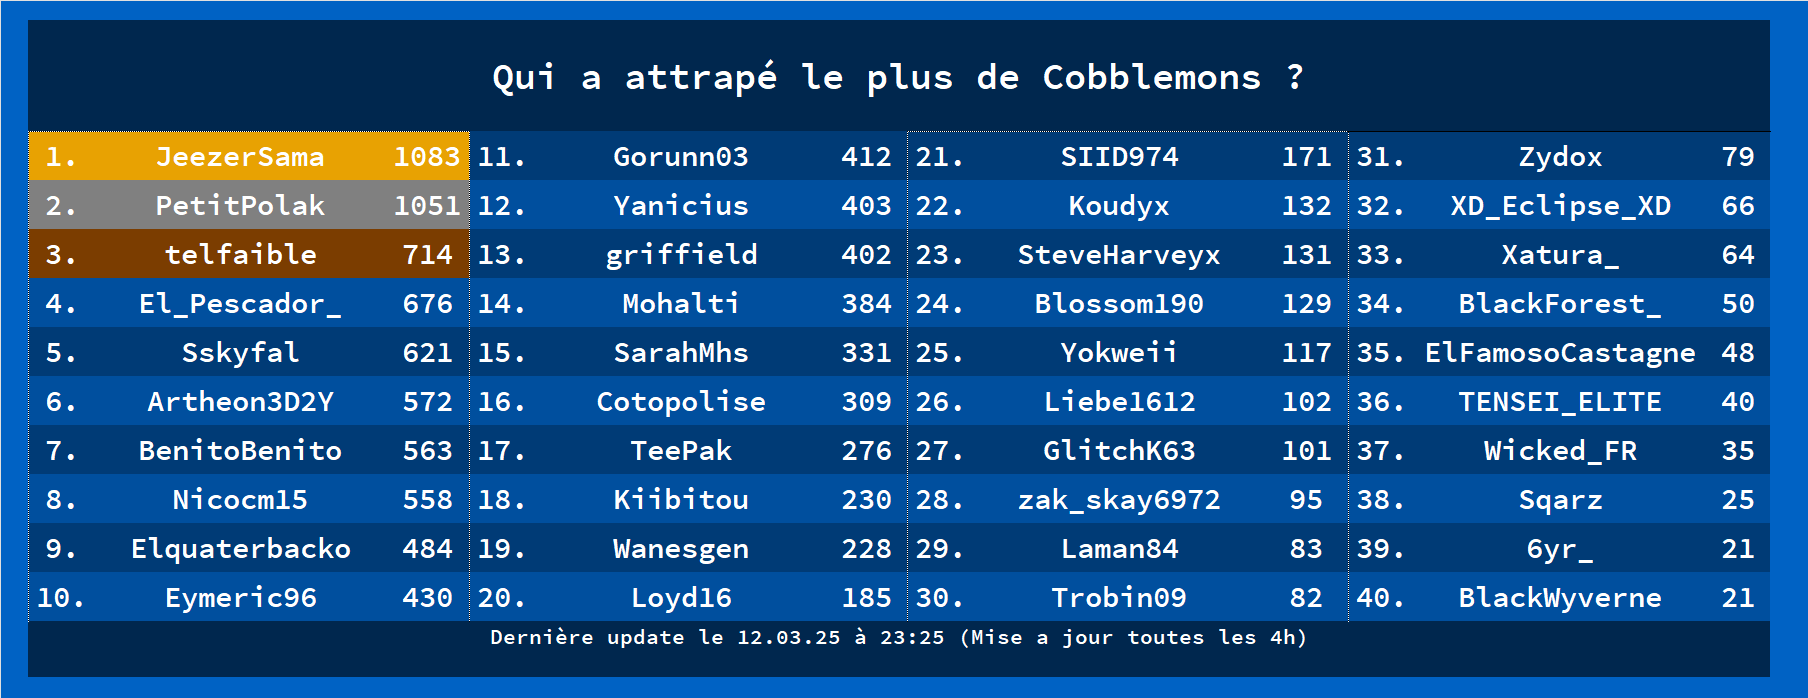 Qui a attrapé le plus de Cobblemons ?
1. JeezerSama 1083 11. Gorunn03 412 21. SIID974 171 31. Zydox 79
2. PetitPolak 1051 12. Yanicius 403 22. Koudyx 132 32. XD_Eclipse_XD 66
3. telfaible 714 13. griffield 402 23. SteveHarveyx 131 33. Xatura_ 64
4. El_Pescador_ 676 14. Mohalti 384 24. Blossom190 129 34. BlackForest_ 50
5. Sskyfal 621 15. SarahMhs 331 25. Yokweii 117 35. ElFamosoCastagne 48
6. Artheon3D2Y 572 16. Cotopolise 309 26. Liebe1612 102 36. TENSEI_ELITE 40
7. BenitoBenito 563 17. TeePak 276 27. GlitchK63 101 37. Wicked_FR 35
8. Nicocm15 558 18. Kiibitou 230 28. zak_skay6972 95 38. Sqarz 25
9. Elquaterbacko 484 19. Wanesgen 228 29. Laman84 83 39. 6yr_ 21
10. Eymeric96 430 20. Loyd16 185 30. Trobin09 82 40. BlackWyverne 21
Dernière update le 12.03.25 à 23:25 (Mise a jour toutes les 4h)